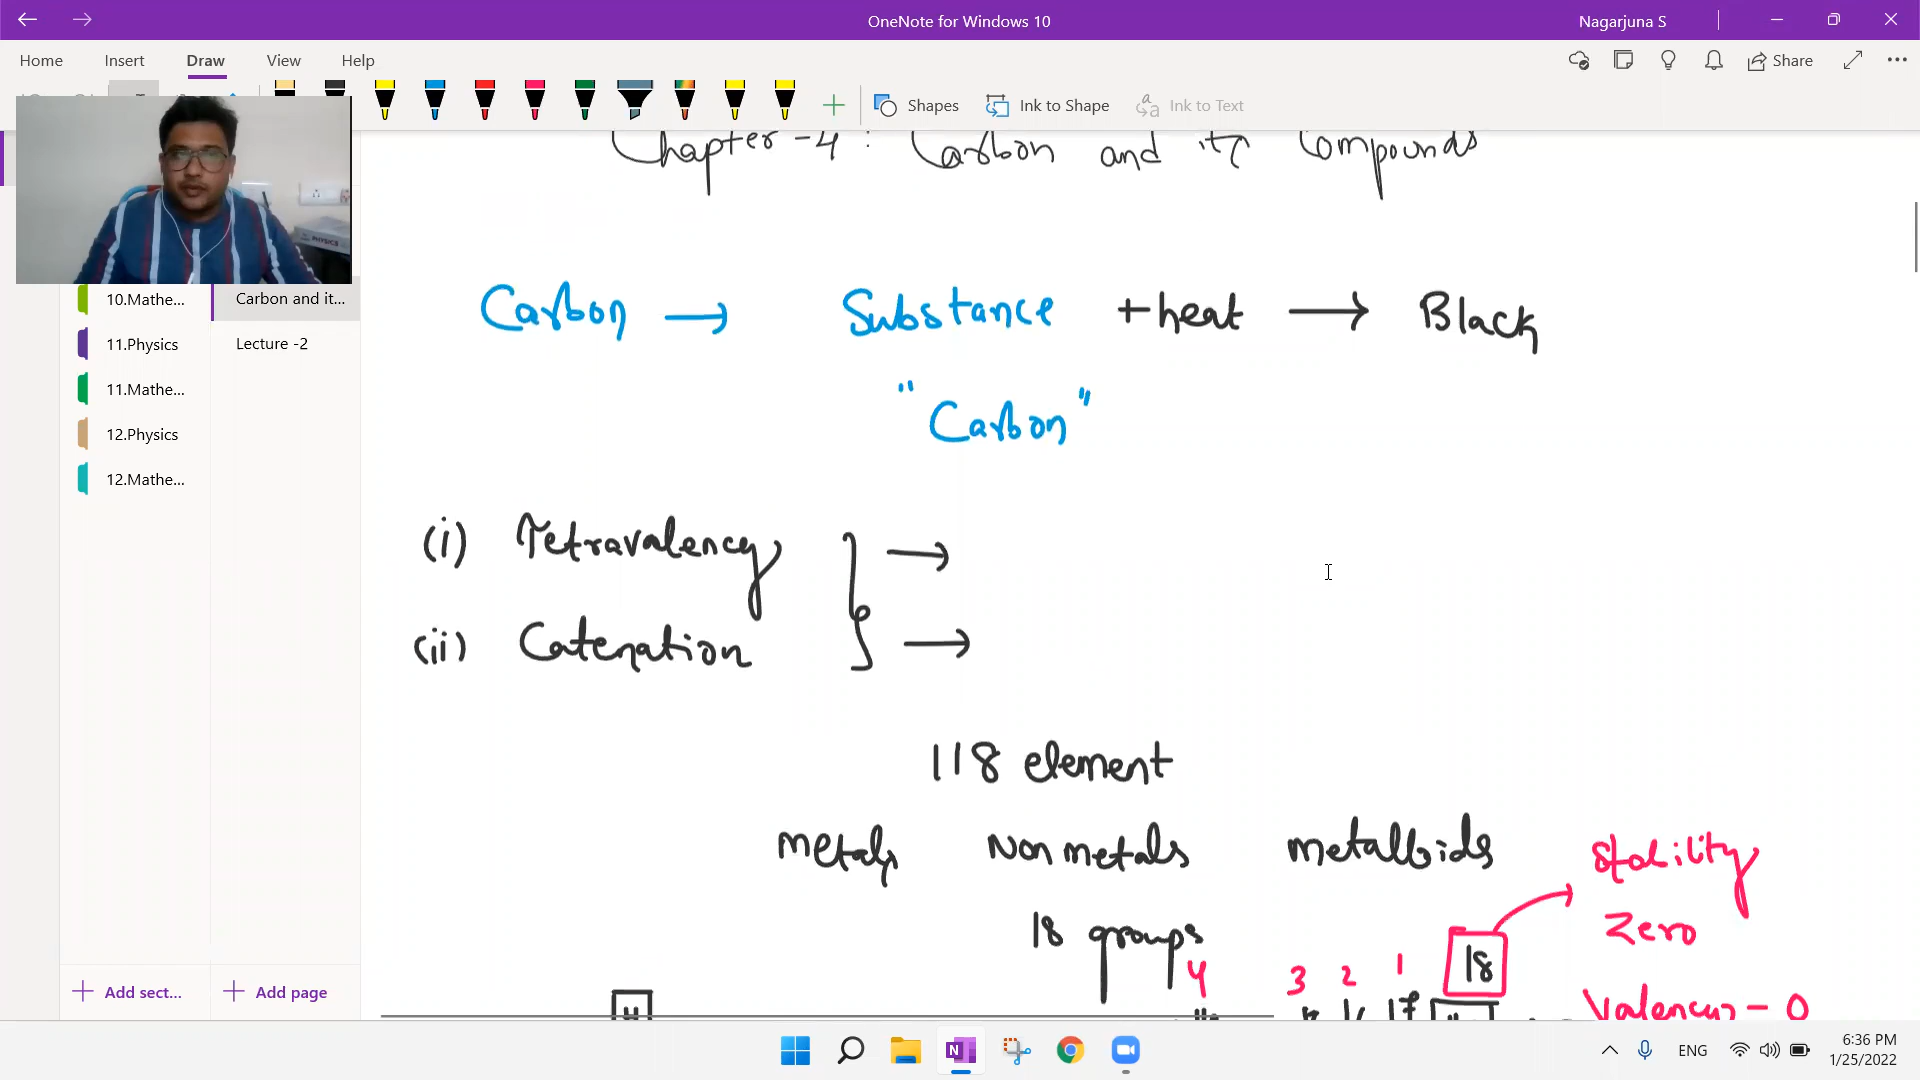 OneNote for Windows 10
Nagarjuna S
Home Insert Draw View Help
Share
Shapes Ink to Shape Ink to Text
Chapter - 4 : Carbon and its Compounds
PHYSICS
10.Mathe...
11.Physics
11.Mathe...
12.Physics
12.Mathe...
Carbon and it...
Lecture -2
Carbon → Substance + heat → Black
"Carbon"
(i) Tetravalency } →
(ii) Catenation →
118 element
metals Non metals metalloids
18 groups
4 3 2 1
16 17 18
H
Stability
Zero
Valency - 0
+ Add sect...
+ Add page
ENG
6:36 PM
1/25/2022